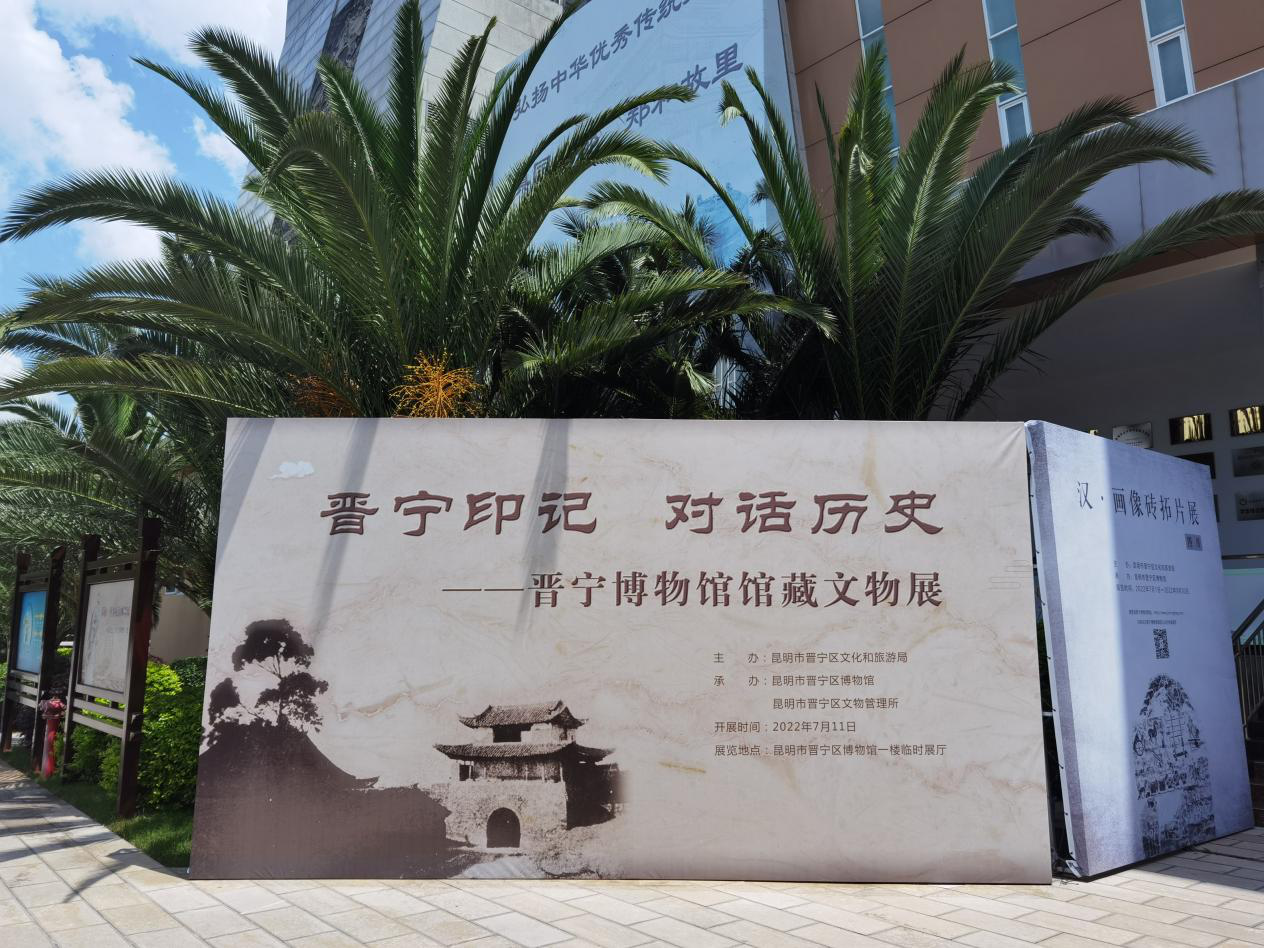 弘扬中华优秀传统
郑和故里
晋宁印记 对话历史
——晋宁博物馆馆藏文物展
主 办：昆明市晋宁区文化和旅游局
承 办：昆明市晋宁区博物馆
昆明市晋宁区文物管理所
开展时间：2022年7月11日
展览地点：昆明市晋宁区博物馆一楼临时展厅
汉·画像砖拓片展